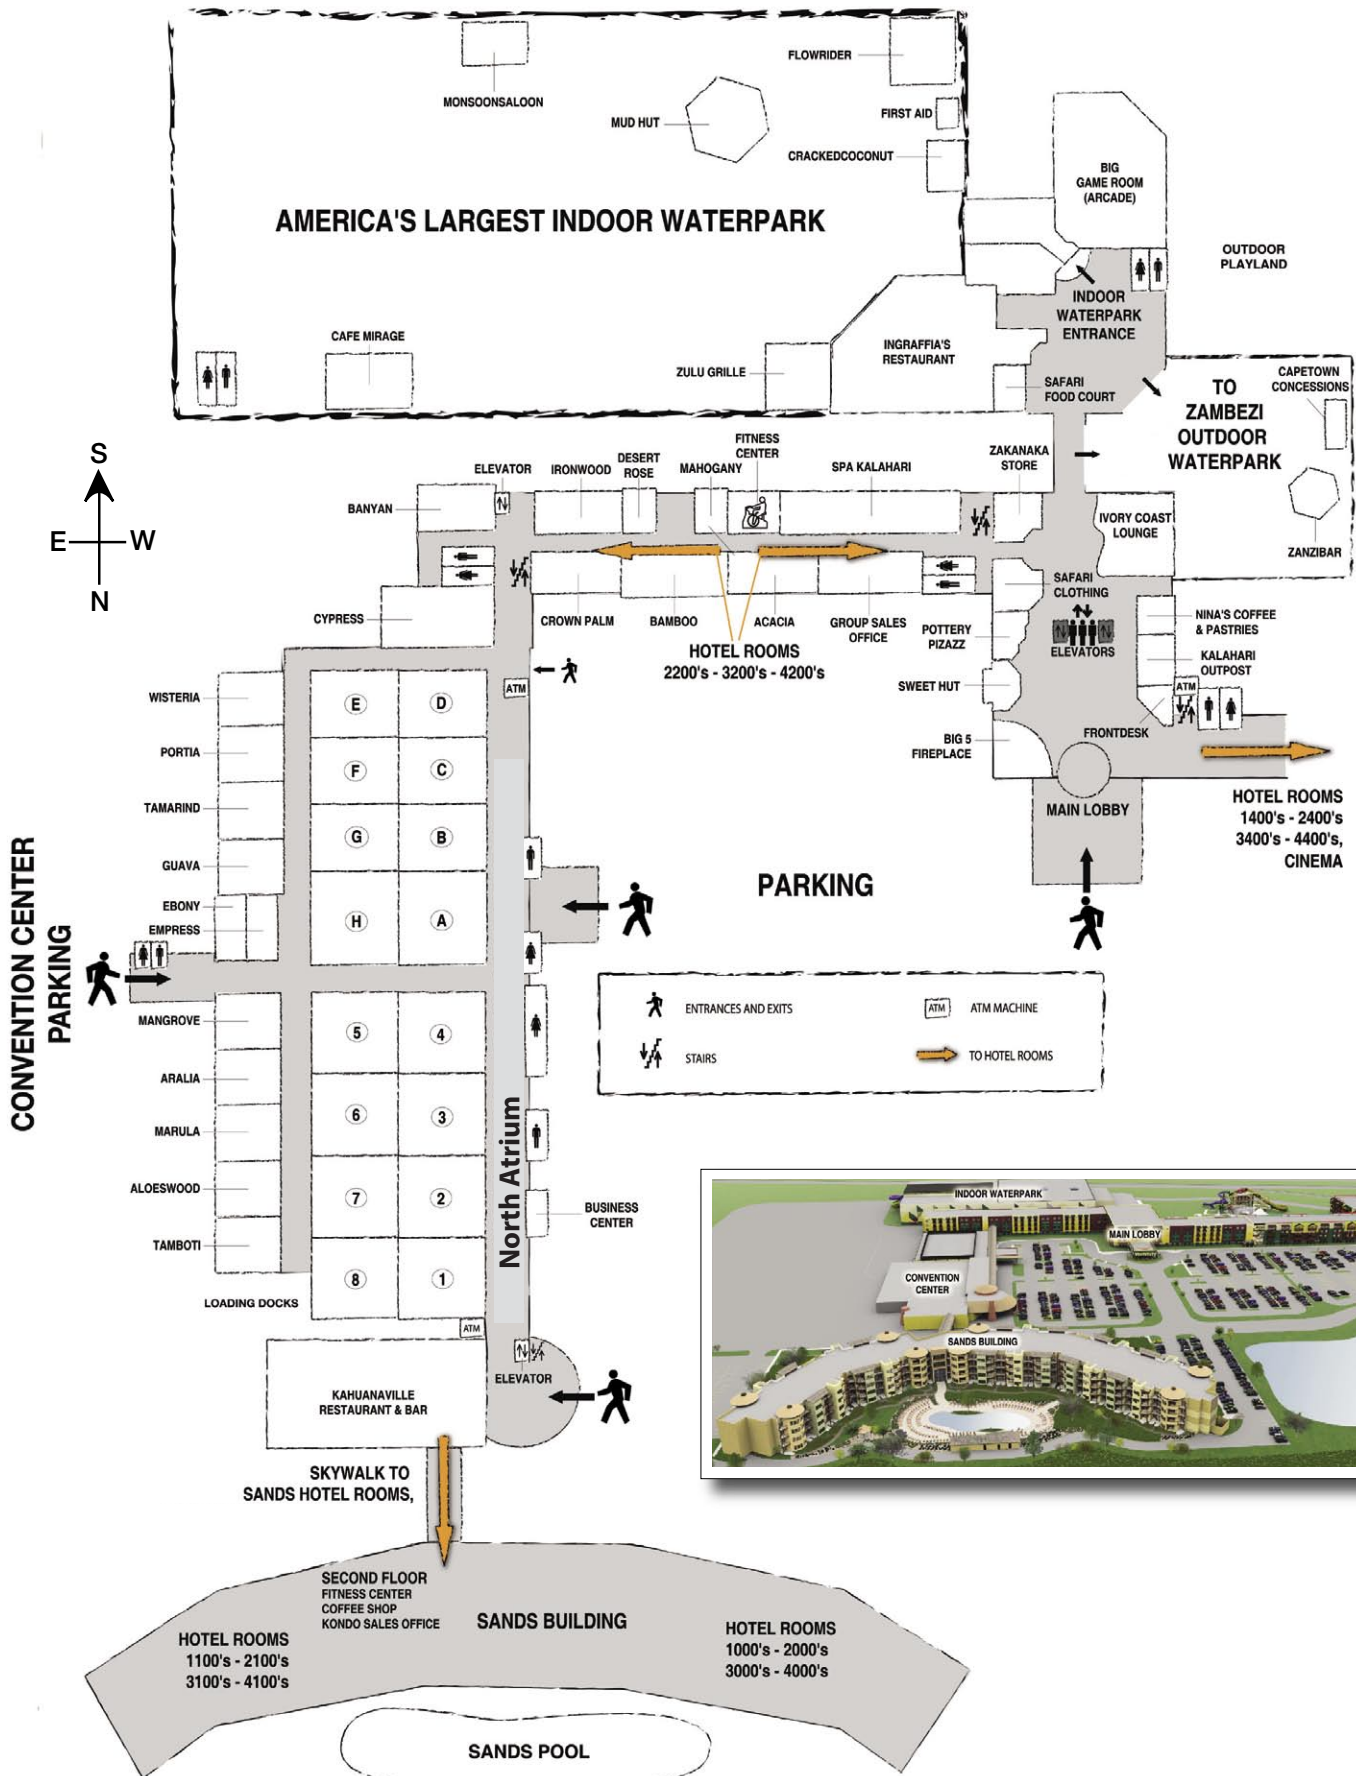 FLOWRIDER
MONSOONSALOON
MUD HUT
FIRST AID
CRACKEDCOCONUT
BIG
GAME ROOM
(ARCADE)
AMERICA'S LARGEST INDOOR WATERPARK
OUTDOOR
PLAYLAND
INDOOR
WATERPARK
ENTRANCE
CAFE MIRAGE
ZULU GRILLE
INGRAFFIA'S
RESTAURANT
SAFARI
FOOD COURT
TO
ZAMBEZI
OUTDOOR
WATERPARK
CAPETOWN
CONCESSIONS
ZANZIBAR
S
E
W
N
BANYAN
ELEVATOR
IRONWOOD
DESERT
ROSE
MAHOGANY
FITNESS
CENTER
SPA KALAHARI
ZAKANAKA
STORE
IVORY COAST
LOUNGE
CYPRESS
CROWN PALM
BAMBOO
ACACIA
GROUP SALES
OFFICE
SAFARI
CLOTHING
POTTERY
PIZAZZ
ELEVATORS
NINA'S COFFEE
& PASTRIES
KALAHARI
OUTPOST
HOTEL ROOMS
2200's - 3200's - 4200's
SWEET HUT
ATM
FRONTDESK
BIG 5
FIREPLACE
MAIN LOBBY
HOTEL ROOMS
1400's - 2400's
3400's - 4400's,
CINEMA
ATM
WISTERIA
PORTIA
TAMARIND
GUAVA
EBONY
EMPRESS
E
D
F
C
G
B
H
A
PARKING
CONVENTION CENTER
PARKING
MANGROVE
ARALIA
MARULA
ALOESWOOD
TAMBOTI
LOADING DOCKS
5
4
6
3
7
2
8
1
North Atrium
BUSINESS
CENTER
ENTRANCES AND EXITS
ATM
ATM MACHINE
STAIRS
TO HOTEL ROOMS
ATM
ELEVATOR
KAHUANAVILLE
RESTAURANT & BAR
INDOOR WATERPARK
MAIN LOBBY
CONVENTION
CENTER
SANDS BUILDING
SKYWALK TO
SANDS HOTEL ROOMS,
SECOND FLOOR
FITNESS CENTER
COFFEE SHOP
KONDO SALES OFFICE
SANDS BUILDING
HOTEL ROOMS
1100's - 2100's
3100's - 4100's
HOTEL ROOMS
1000's - 2000's
3000's - 4000's
SANDS POOL